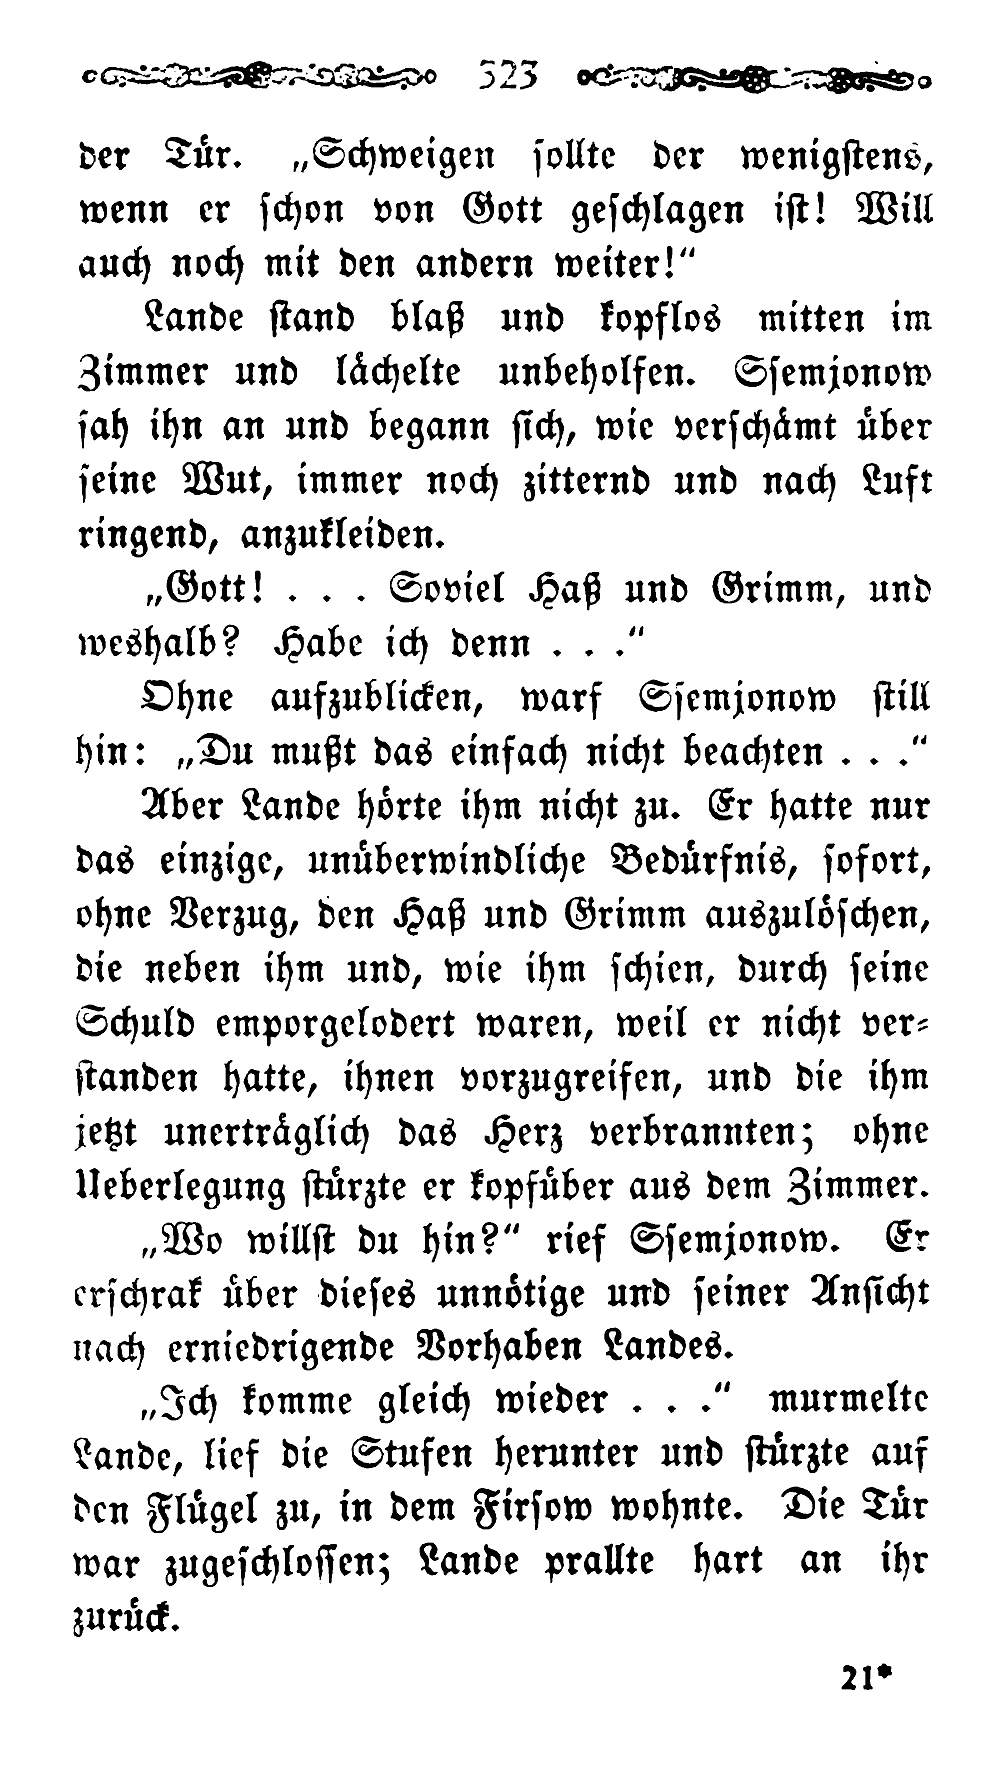 323
der Tür. „Schweigen sollte der wenigstens,
wenn er schon von Gott geschlagen ist! Will
auch noch mit den andern weiter!“
Lande stand blaß und kopflos mitten im
Zimmer und lächelte unbeholfen. Ssemjonow
sah ihn an und begann sich, wie verschämt über
seine Wut, immer noch zitternd und nach Luft
ringend, anzukleiden.
„Gott! . . . Soviel Haß und Grimm, und
weshalb? Habe ich denn . . .“
Ohne aufzublicken, warf Ssemjonow still
hin: „Du mußt das einfach nicht beachten . . .“
Aber Lande hörte ihm nicht zu. Er hatte nur
das einzige, unüberwindliche Bedürfnis, sofort,
ohne Verzug, den Haß und Grimm auszulöschen,
die neben ihm und, wie ihm schien, durch seine
Schuld emporgelodert waren, weil er nicht ver-
standen hatte, ihnen vorzugreifen, und die ihm
jetzt unerträglich das Herz verbrannten; ohne
Ueberlegung stürzte er kopfüber aus dem Zimmer.
„Wo willst du hin?“ rief Ssemjonow. Er
erschrak über dieses unnötige und seiner Ansicht
nach erniedrigende Vorhaben Landes.
„Ich komme gleich wieder . . .“ murmelte
Lande, lief die Stufen herunter und stürzte auf
den Flügel zu, in dem Firsow wohnte. Die Tür
war zugeschlossen; Lande prallte hart an ihr
zurück.
21*